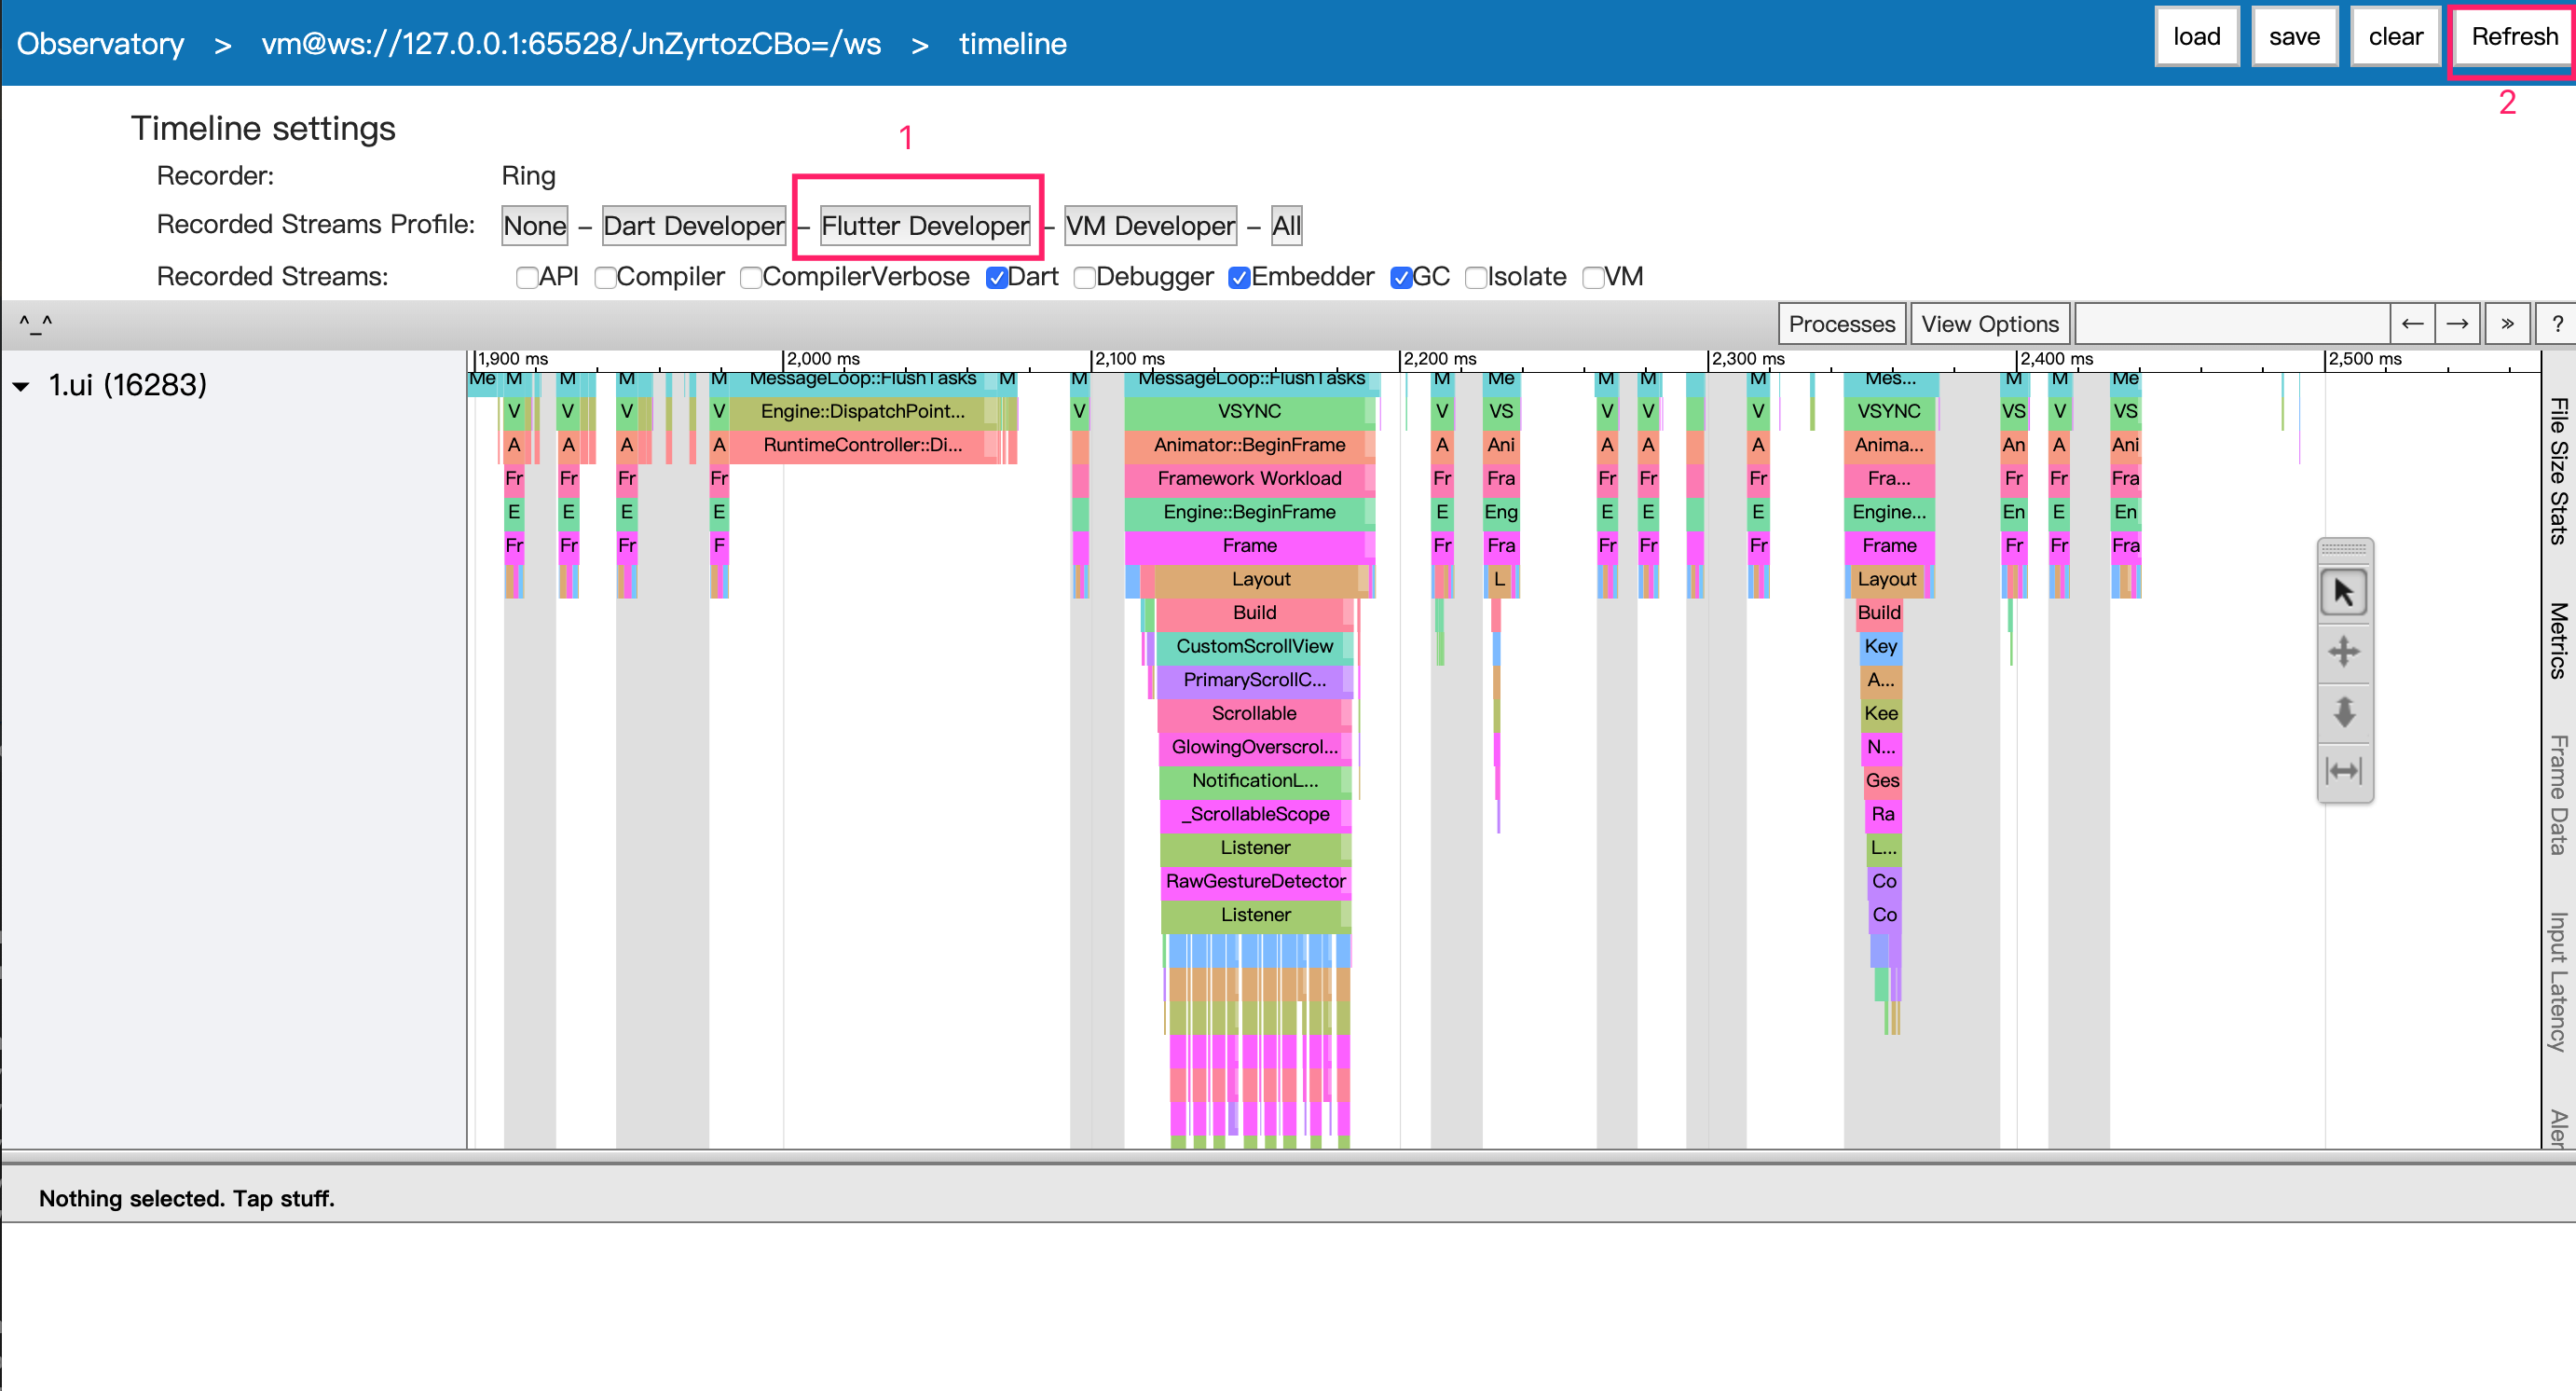 Observatory > vm@ws://127.0.0.1:65528/JnZyrtozCBo=/ws > timeline
load save clear Refresh
2
Timeline settings
1
Recorder: Ring
Recorded Streams Profile: None – Dart Developer – Flutter Developer – VM Developer – All
Recorded Streams: API Compiler CompilerVerbose Dart Debugger Embedder GC Isolate VM
^_^ Processes View Options ← → » ?
1,900 ms 2,000 ms 2,100 ms 2,200 ms 2,300 ms 2,400 ms 2,500 ms
1.ui (16283)
Me M M M M MessageLoop::FlushTasks M M MessageLoop::FlushTasks M Me M M M Mes... M M Me
V V V V Engine::DispatchPoint... V VSYNC V VS V V V VSYNC VS V VS
A A A A RuntimeController::Di... Animator::BeginFrame A Ani A A A Anima... An A Ani
Fr Fr Fr Fr Framework Workload Fr Fra Fr Fr Fr Fra... Fr Fr Fra
E E E E Engine::BeginFrame E Eng E E E Engine... En E En
Fr Fr Fr F Frame Fr Fra Fr Fr Fr Frame Fr Fr Fra
Layout L Layout
Build Build
CustomScrollView Key
PrimaryScrollC... A...
Scrollable Kee
GlowingOverscrol... N...
NotificationL... Ges
_ScrollableScope Ra
Listener L...
RawGestureDetector Co
Listener Co
File Size Stats
Metrics
Frame Data
Input Latency
Aler
Nothing selected. Tap stuff.